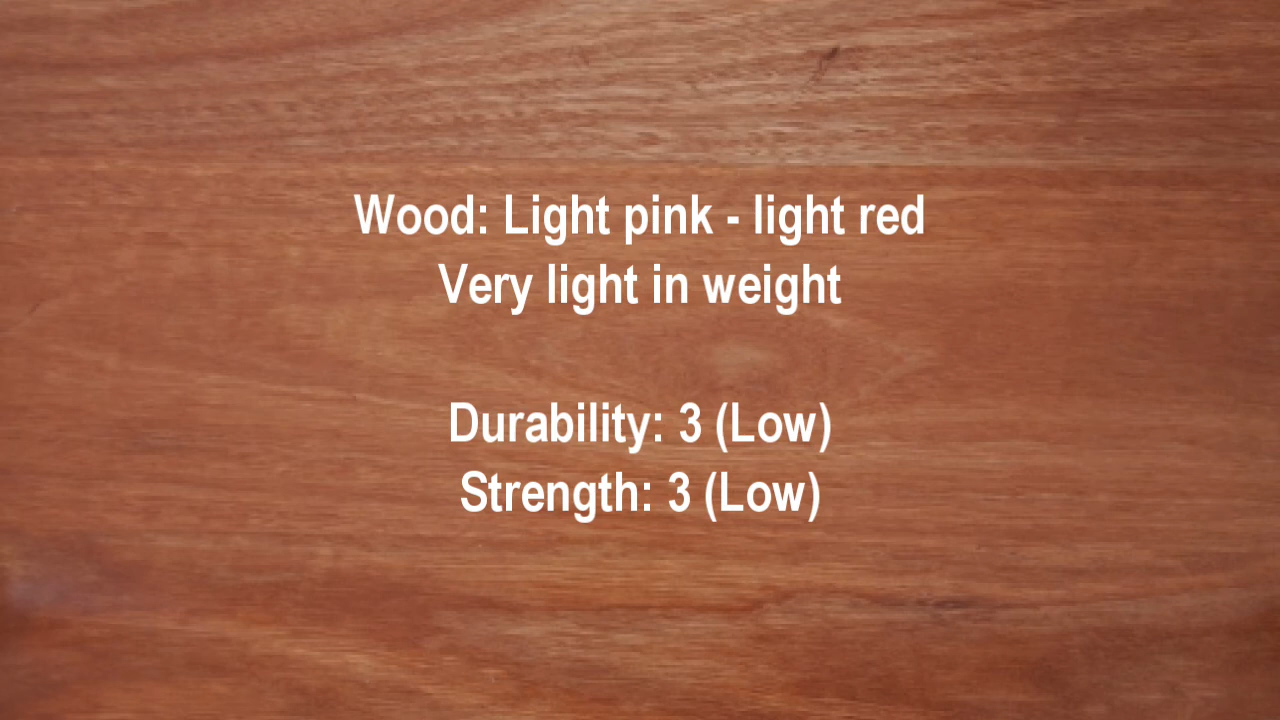 Wood: Light pink - light red
Very light in weight
Durability: 3 (Low)
Strength: 3 (Low)